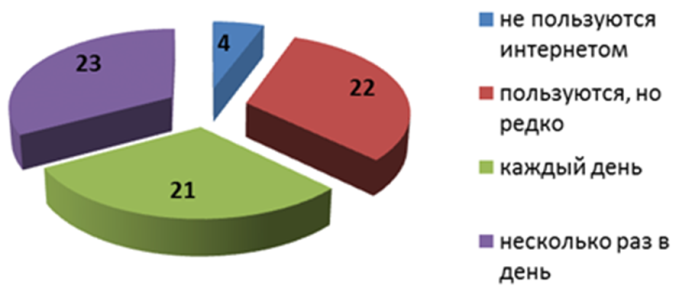 4
22
21
23
не пользуются
интернетом
пользуются, но
редко
каждый день
несколько раз в
день